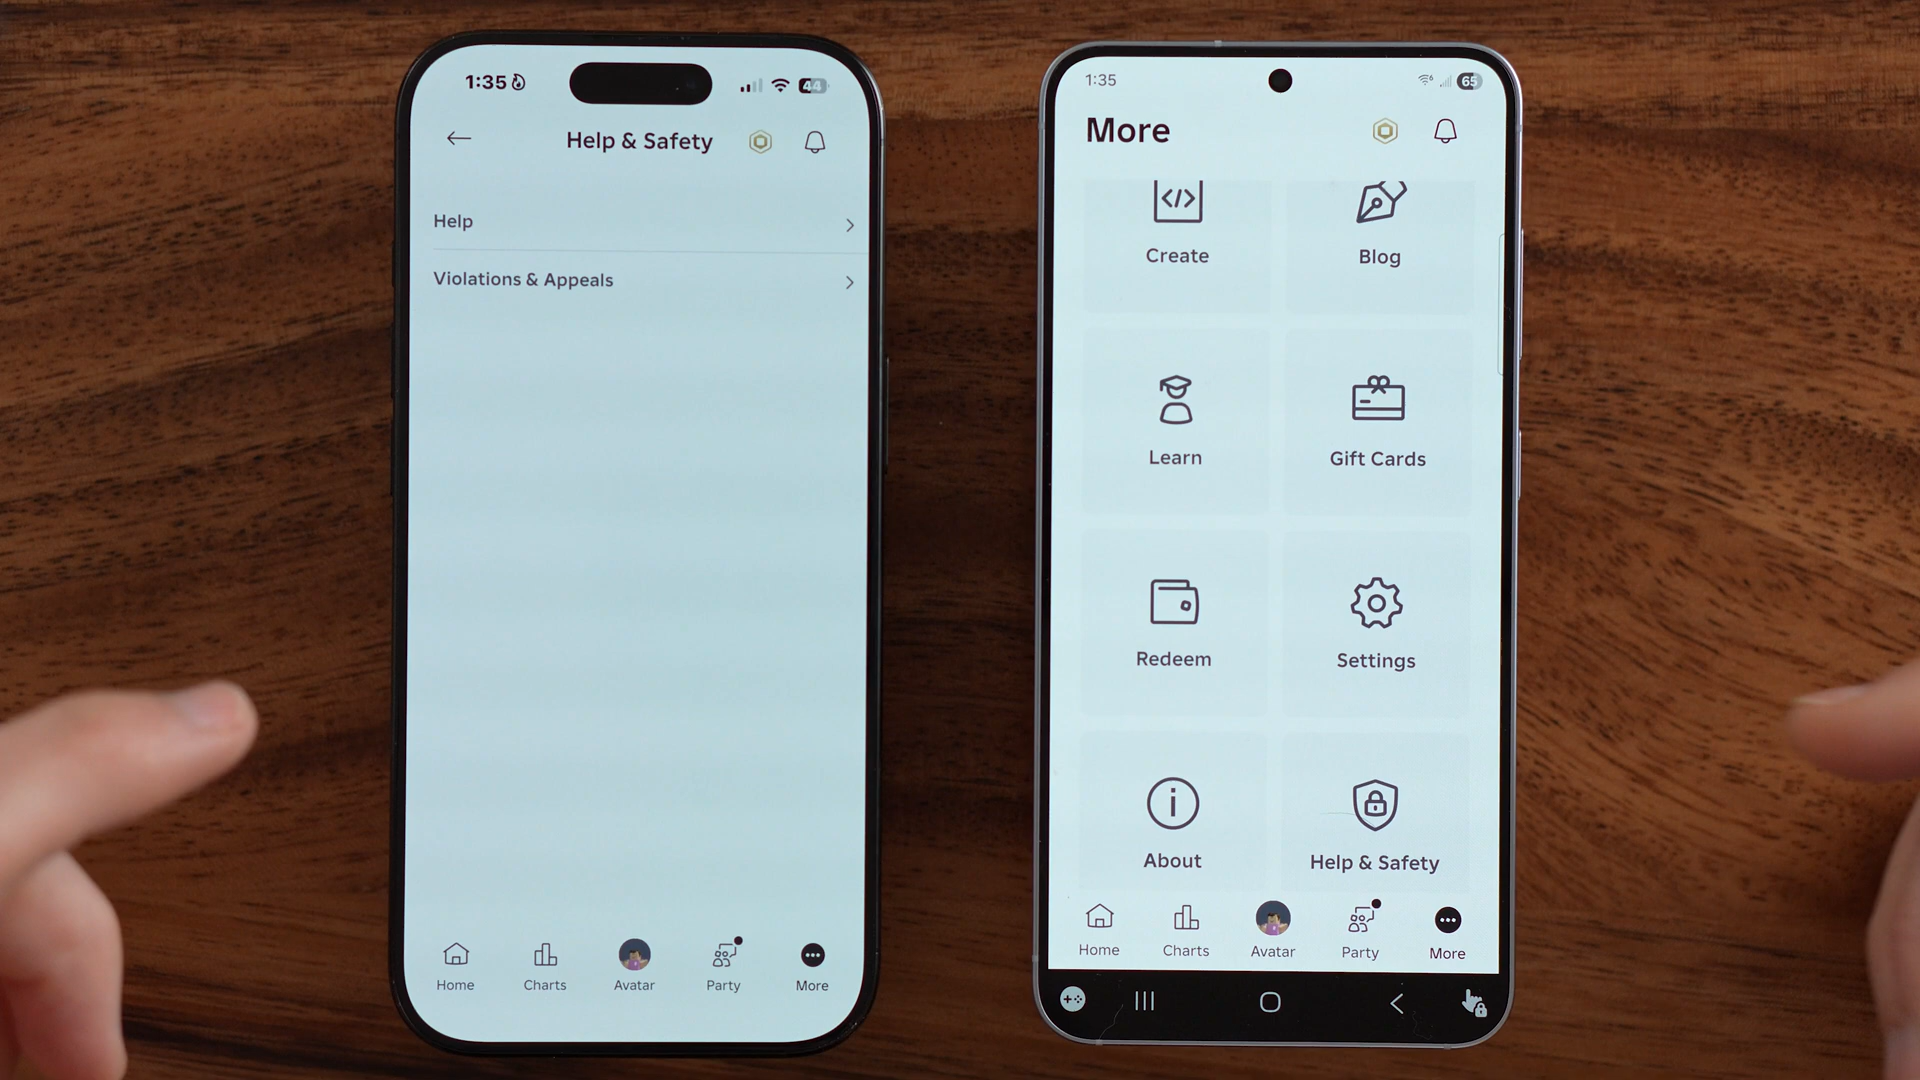 1:35
44
Help & Safety
Help
Violations & Appeals
Home
Charts
Avatar
Party
More
1:35
65
More
Create
Blog
Learn
Gift Cards
Redeem
Settings
About
Help & Safety
Home
Charts
Avatar
Party
More